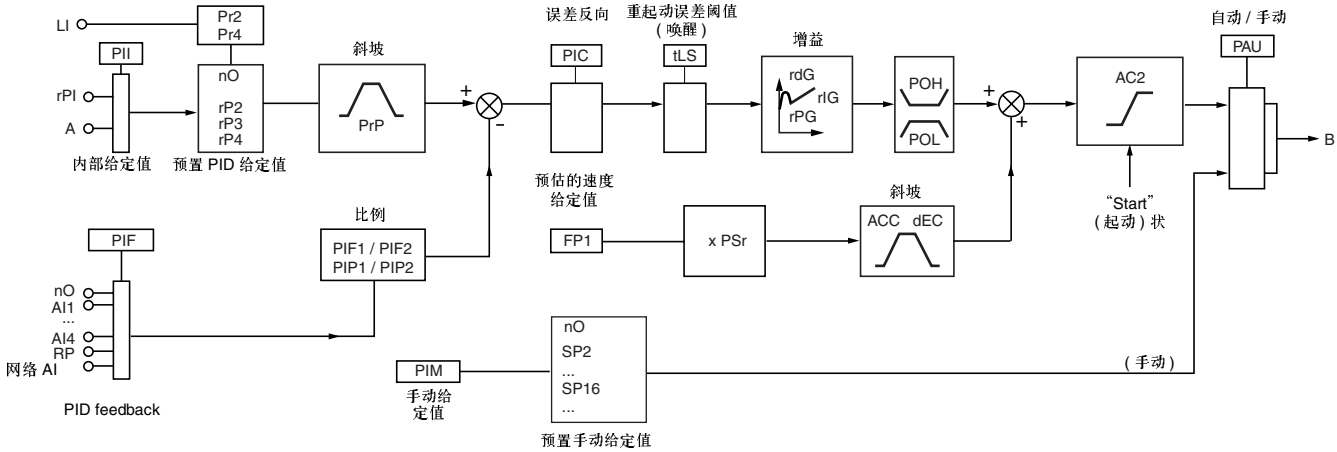 LI
Pr2
Pr4
PII
rPI
A
内部给定值
nO
rP2
rP3
rP4
预置 PID 给定值
斜坡
PrP
+
−
误差反向
PIC
重起动误差阈值
(唤醒)
tLS
增益
rdG
rIG
rPG
POH
POL
+
+
AC2
"Start"
(起动) 状
自动 / 手动
PAU
B
预估的速度
给定值
FP1
x PSr
斜坡
ACC dEC
比例
PIF1 / PIF2
PIP1 / PIP2
PIF
nO
AI1
...
AI4
RP
网络 AI
PID feedback
PIM
手动给
定值
nO
SP2
...
SP16
...
预置手动给定值
(手动)